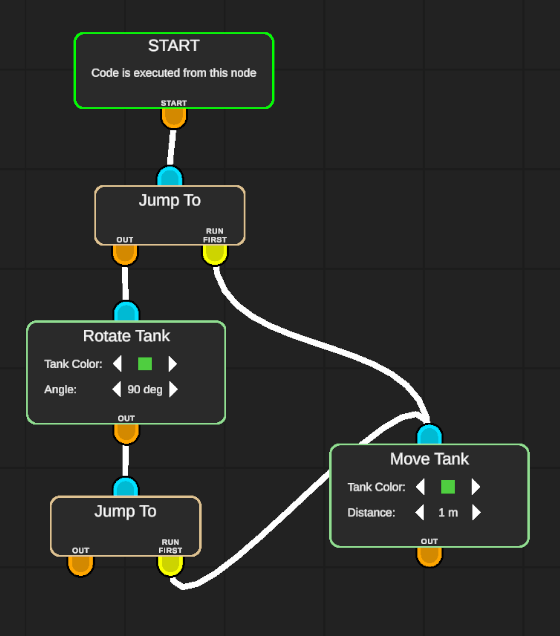 START
Code is executed from this node
START
Jump To
OUT
RUN
FIRST
Rotate Tank
Tank Color:
Angle: 90 deg
OUT
Jump To
OUT
RUN
FIRST
Move Tank
Tank Color:
Distance: 1 m
OUT